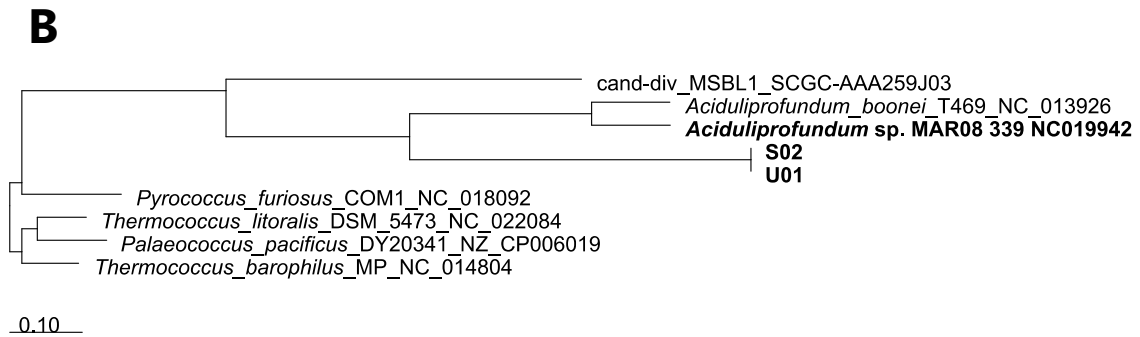 B
cand-div_MSBL1_SCGC-AAA259J03
Aciduliprofundum_boonei_T469_NC_013926
Aciduliprofundum sp. MAR08 339 NC019942
S02
U01
Pyrococcus_furiosus_COM1_NC_018092
Thermococcus_litoralis_DSM_5473_NC_022084
Palaeococcus_pacificus_DY20341_NZ_CP006019
Thermococcus_barophilus_MP_NC_014804
0.10